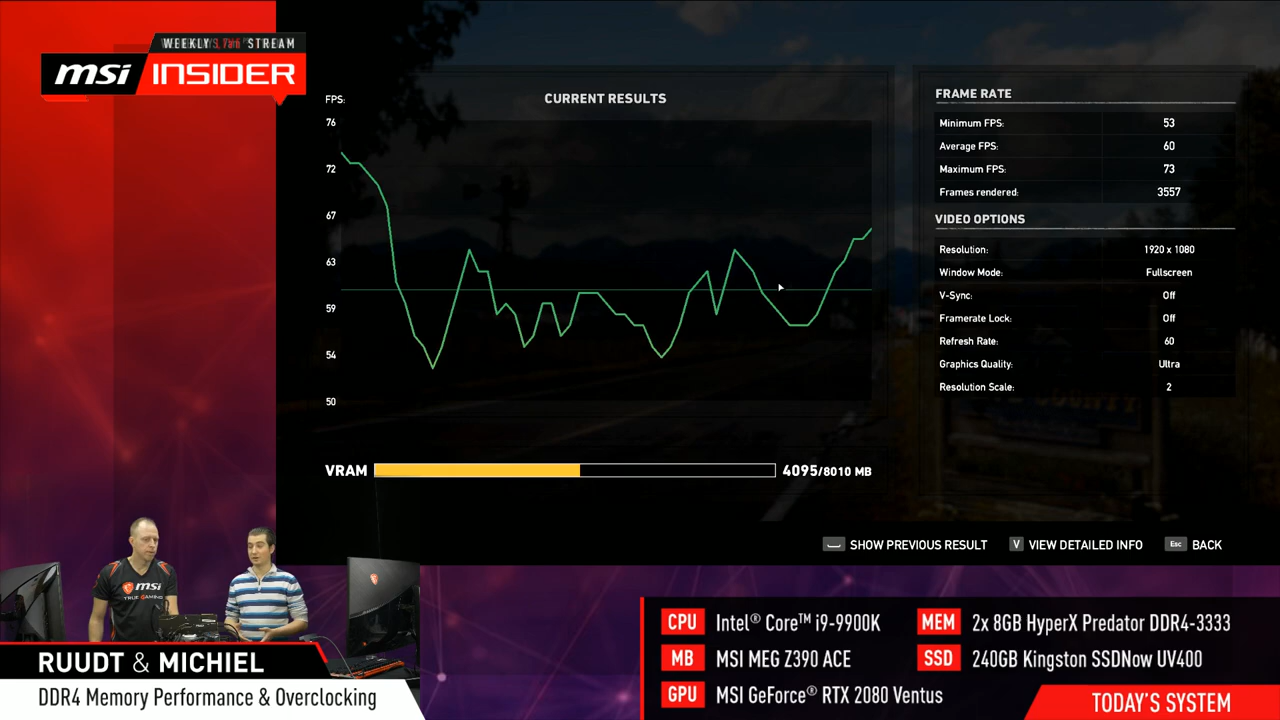 WEEKLY STREAM
msi INSIDER
FPS:
CURRENT RESULTS
76
72
67
63
59
54
50
VRAM 4095/8010 MB
FRAME RATE
Minimum FPS: 53
Average FPS: 60
Maximum FPS: 73
Frames rendered: 3557
VIDEO OPTIONS
Resolution: 1920 x 1080
Window Mode: Fullscreen
V-Sync: Off
Framerate Lock: Off
Refresh Rate: 60
Graphics Quality: Ultra
Resolution Scale: 2
SHOW PREVIOUS RESULT V VIEW DETAILED INFO Esc BACK
msi
TRUE GAMING
RUUDT & MICHIEL
DDR4 Memory Performance & Overclocking
CPU Intel® Core™ i9-9900K
MB MSI MEG Z390 ACE
GPU MSI GeForce® RTX 2080 Ventus
MEM 2x 8GB HyperX Predator DDR4-3333
SSD 240GB Kingston SSDNow UV400
TODAY'S SYSTEM